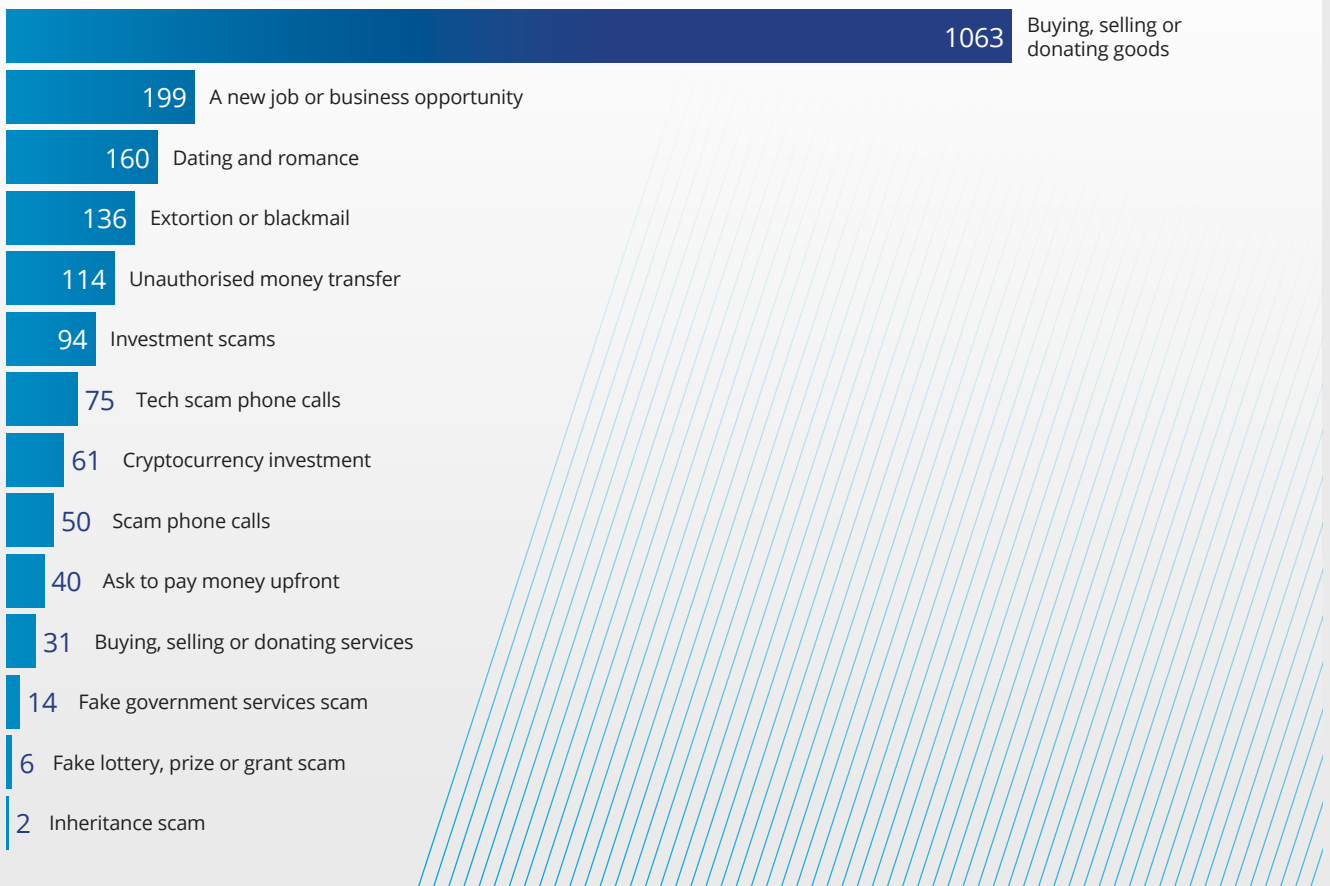 1063 Buying, selling or
donating goods
199 A new job or business opportunity
160 Dating and romance
136 Extortion or blackmail
114 Unauthorised money transfer
94 Investment scams
75 Tech scam phone calls
61 Cryptocurrency investment
50 Scam phone calls
40 Ask to pay money upfront
31 Buying, selling or donating services
14 Fake government services scam
6 Fake lottery, prize or grant scam
2 Inheritance scam